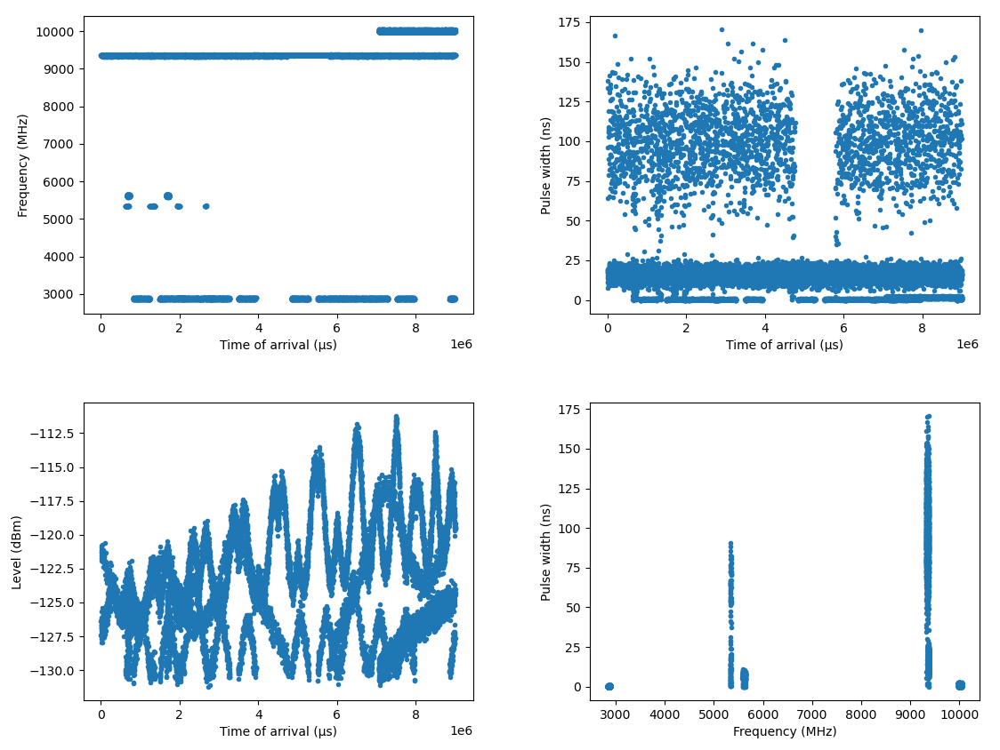 10000
9000
8000
7000
6000
5000
4000
3000
Frequency (MHz)
0 2 4 6 8
1e6
Time of arrival (µs)
175
150
125
100
75
50
25
0
Pulse width (ns)
0 2 4 6 8
1e6
Time of arrival (µs)
−112.5
−115.0
−117.5
−120.0
−122.5
−125.0
−127.5
−130.0
Level (dBm)
0 2 4 6 8
1e6
Time of arrival (µs)
175
150
125
100
75
50
25
0
Pulse width (ns)
3000 4000 5000 6000 7000 8000 9000 10000
Frequency (MHz)